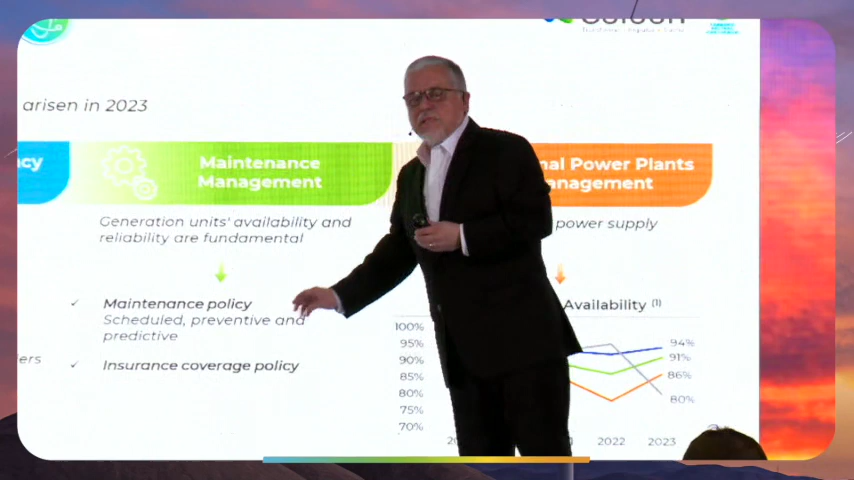 arisen in 2023
cy
Maintenance
Management
nal Power Plants
anagement
Generation units' availability and
reliability are fundamental
power supply
Maintenance policy
Scheduled, preventive and
predictive
Insurance coverage policy
ers
Availability (1)
100%
95%
90%
85%
80%
75%
70%
94%
91%
86%
80%
2022
2023